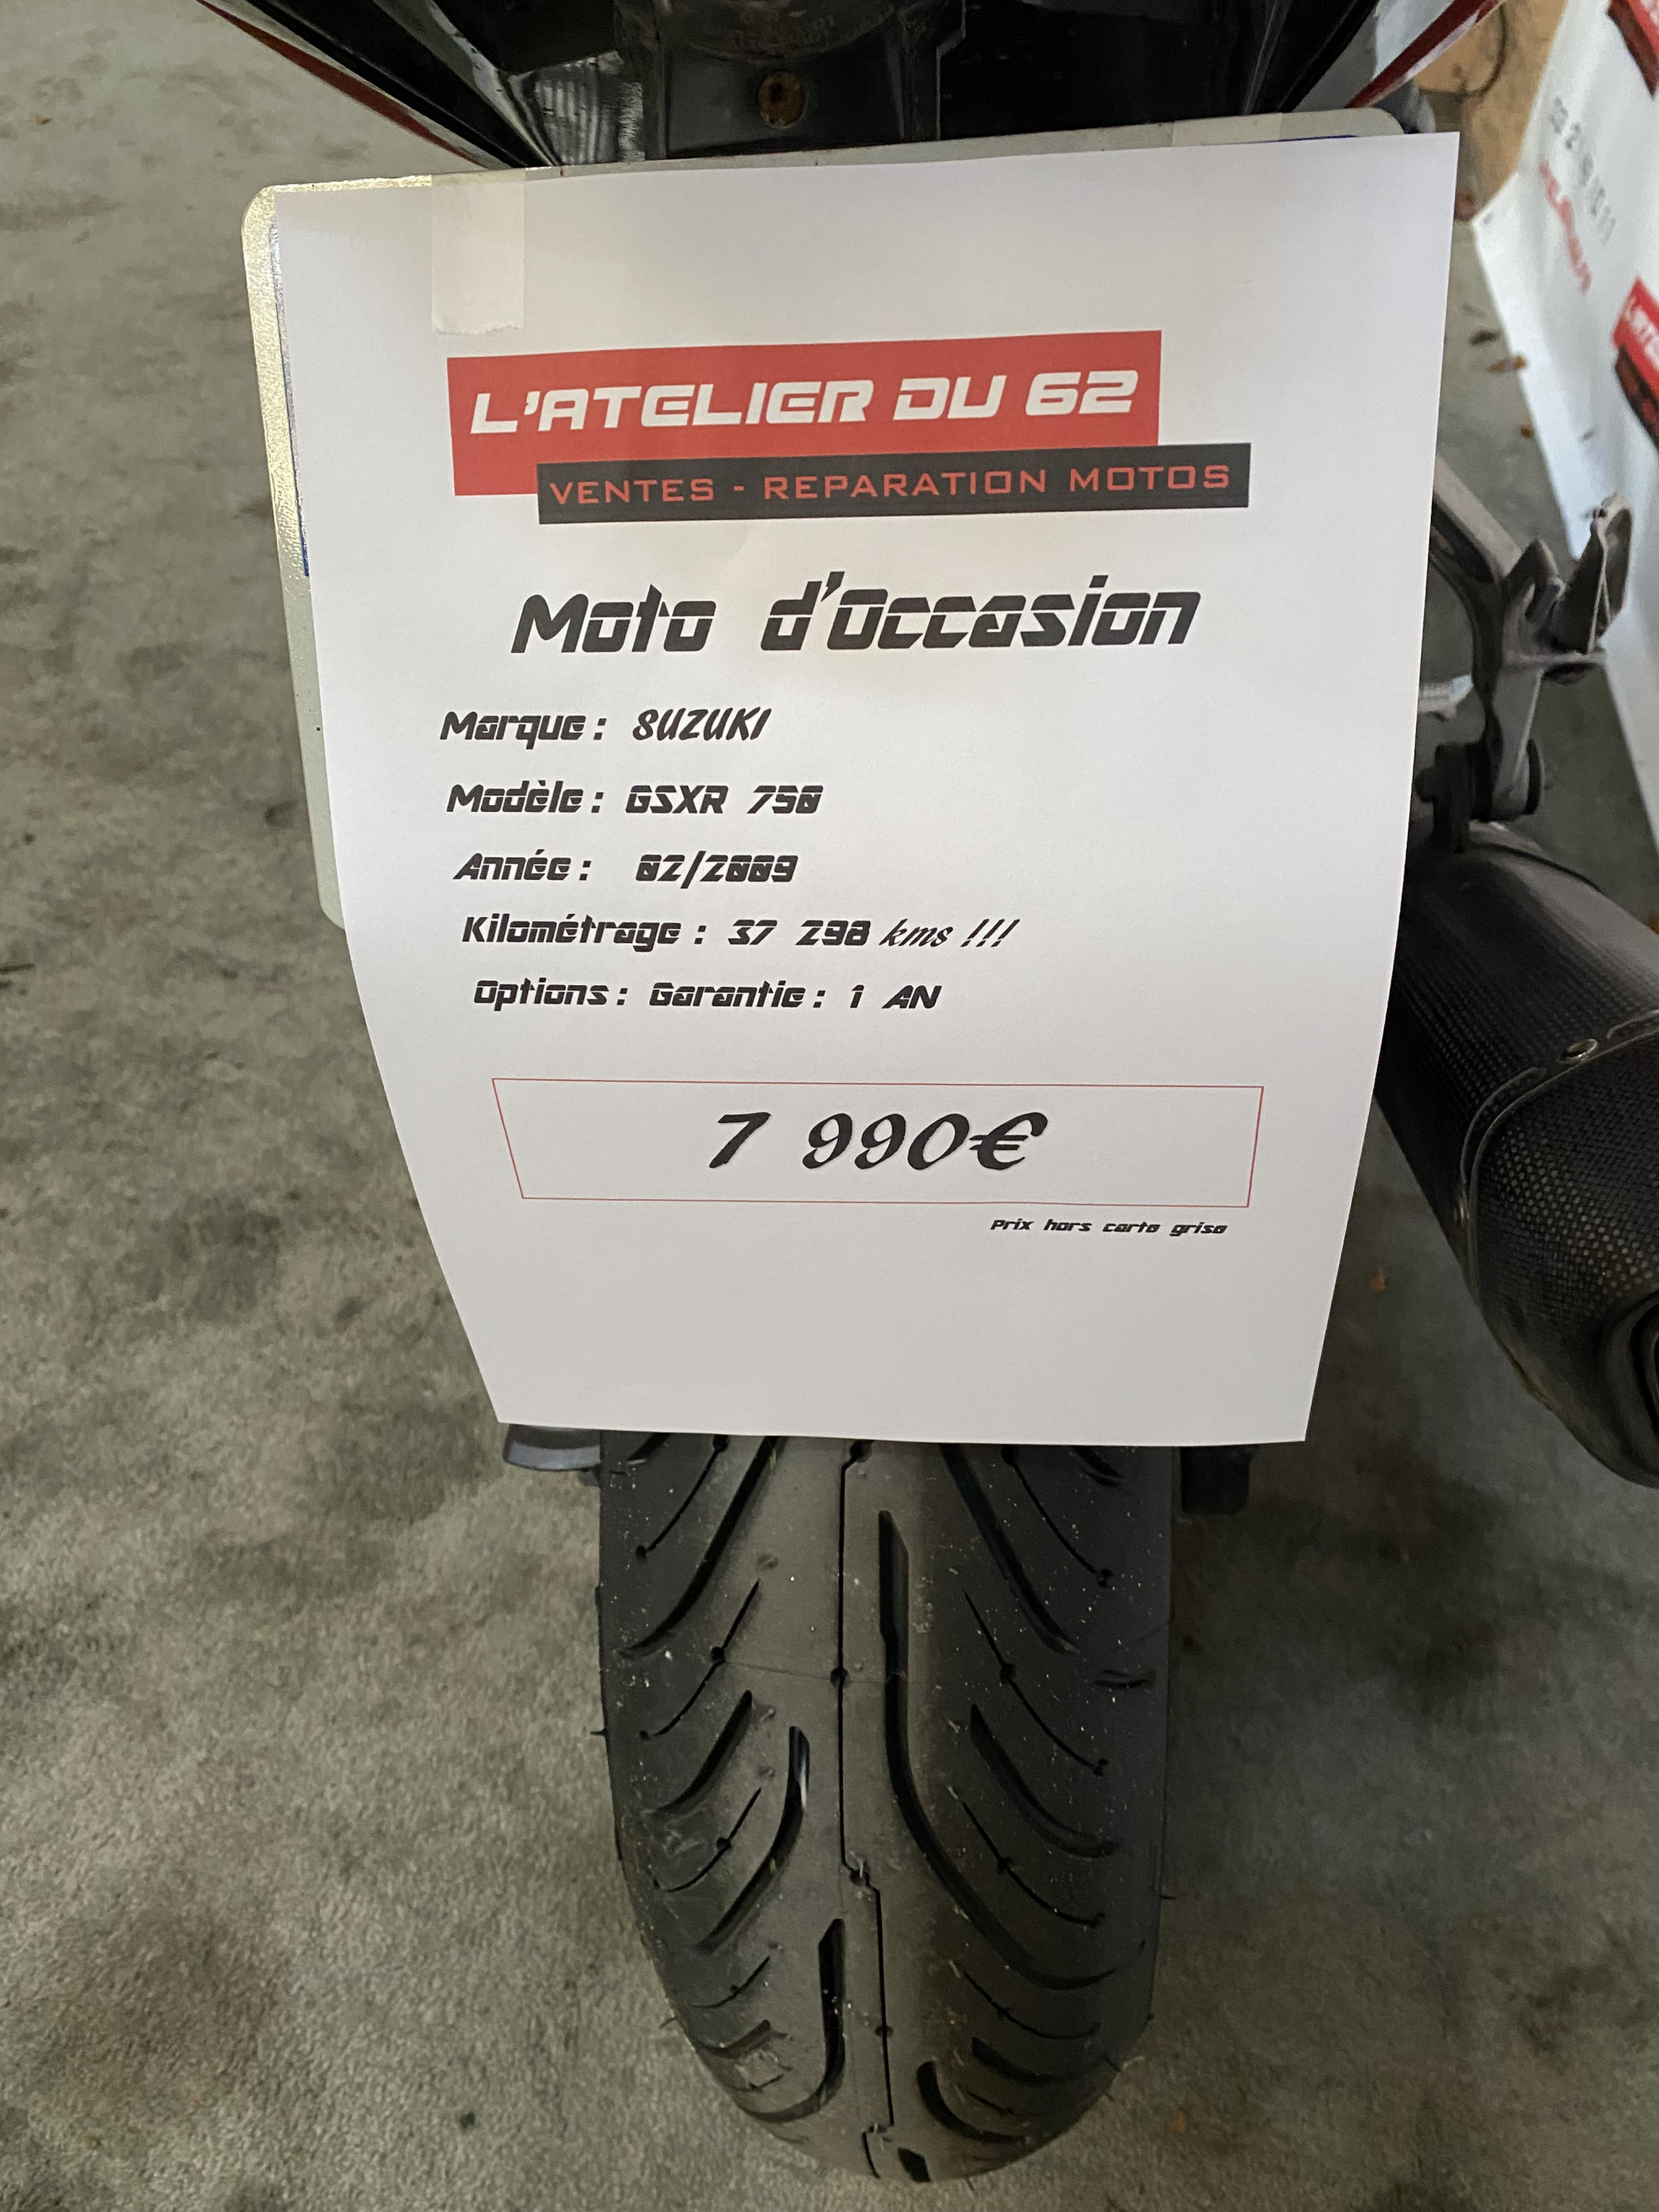 L'ATELIER DU 62
VENTES - REPARATION MOTOS
Moto d'Occasion
Marque : SUZUKI
Modèle : GSXR 750
Année : 02/2009
Kilométrage : 37 298 kms !!!
Options : Garantie : 1 AN
7 990€
Prix hors carte grise